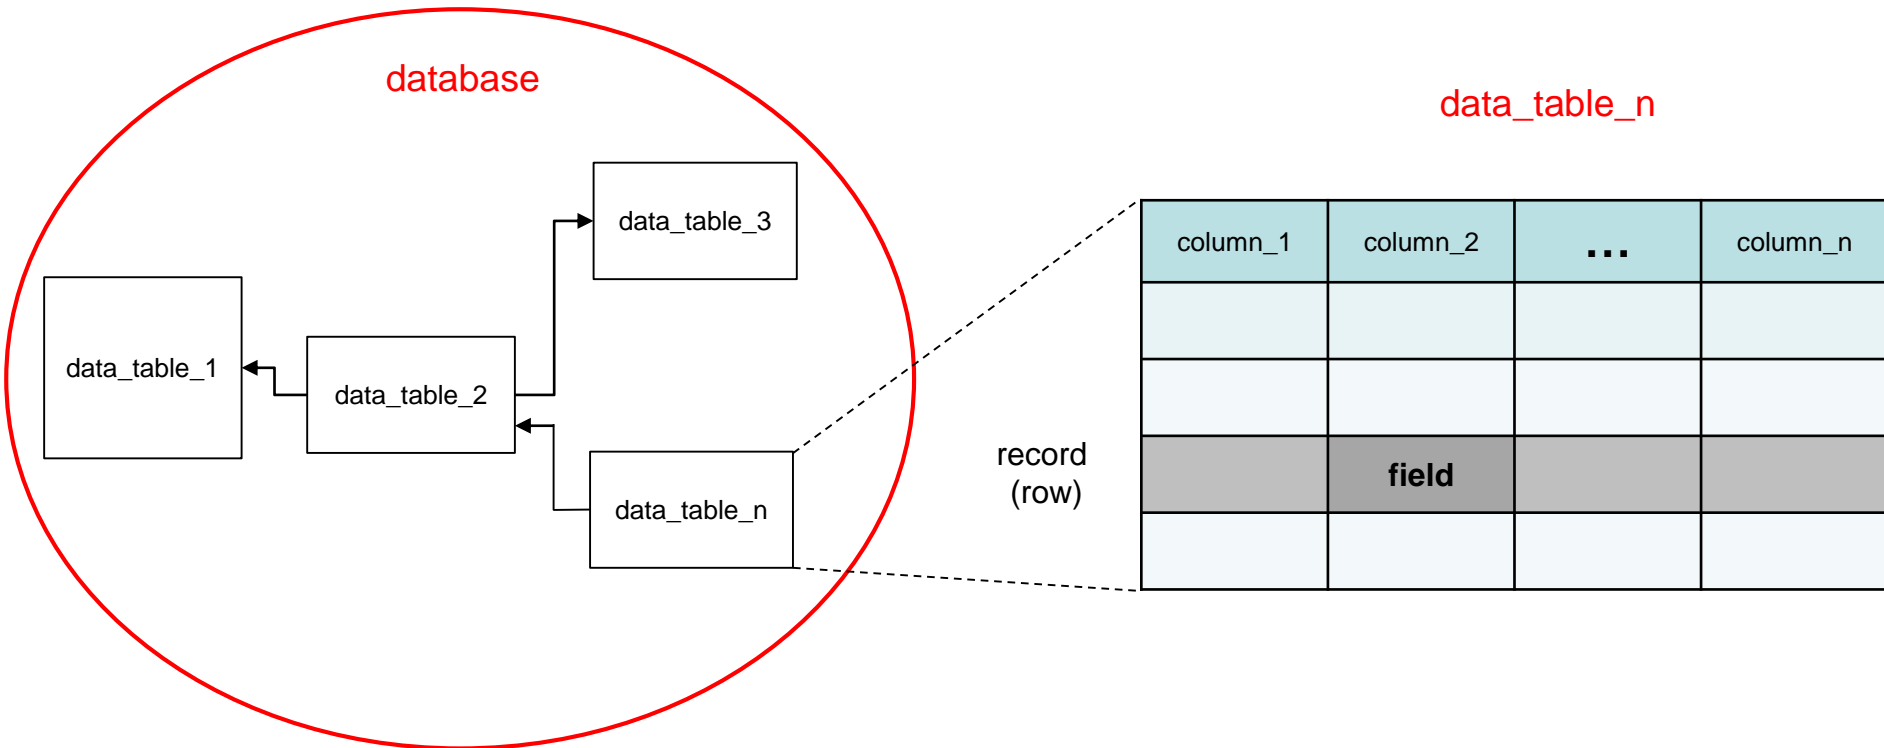 database
data_table_n
data_table_3
column_1 column_2 ... column_n
data_table_1
data_table_2
record
(row)
field
data_table_n